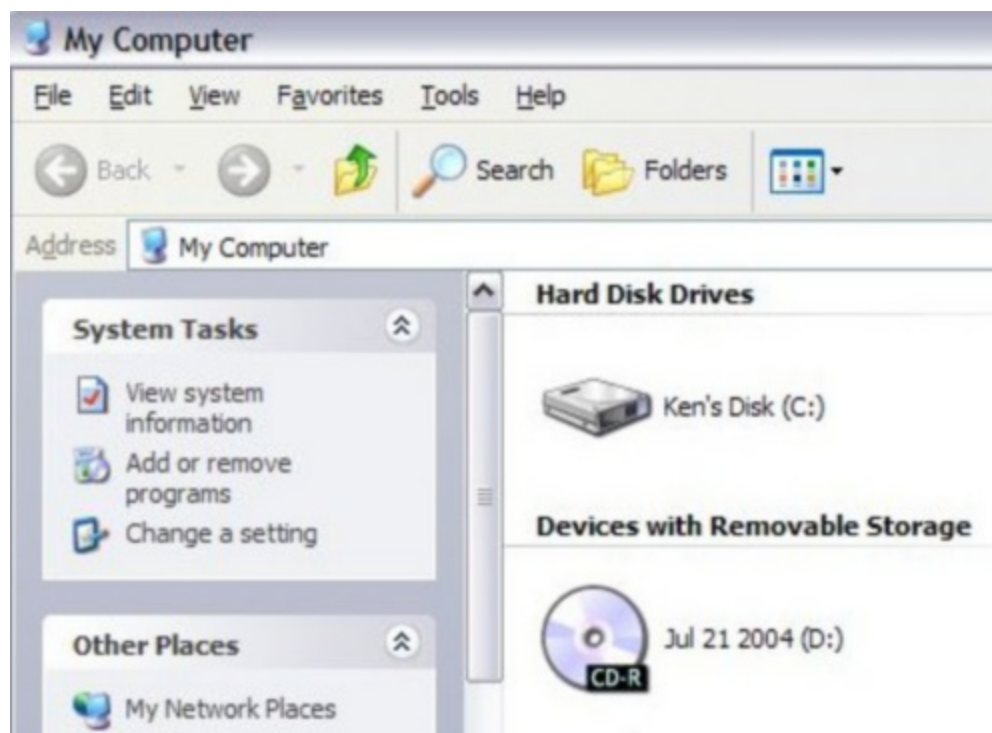 My Computer
File Edit View Favorites Tools Help
Back Search Folders
Address My Computer
System Tasks
View system
information
Add or remove
programs
Change a setting
Other Places
My Network Places
Hard Disk Drives
Ken's Disk (C:)
Devices with Removable Storage
Jul 21 2004 (D:)
CD-R